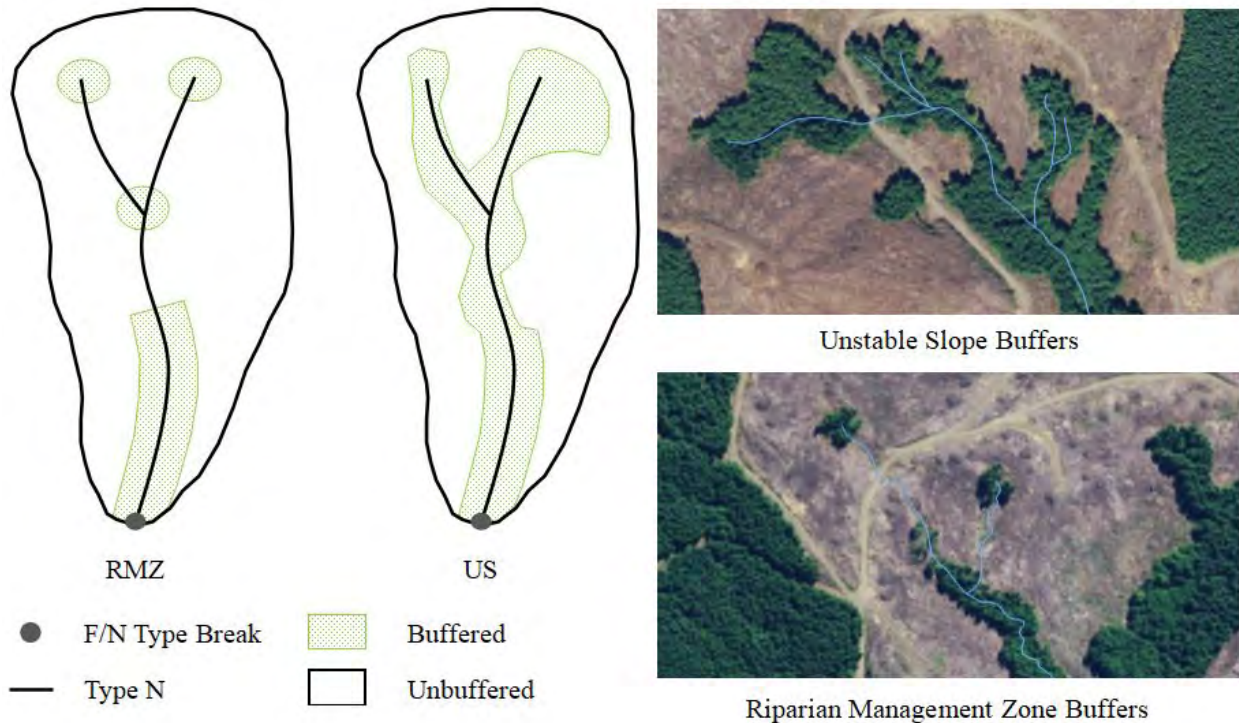 RMZ
US
F/N Type Break
Buffered
Type N
Unbuffered
Unstable Slope Buffers
Riparian Management Zone Buffers